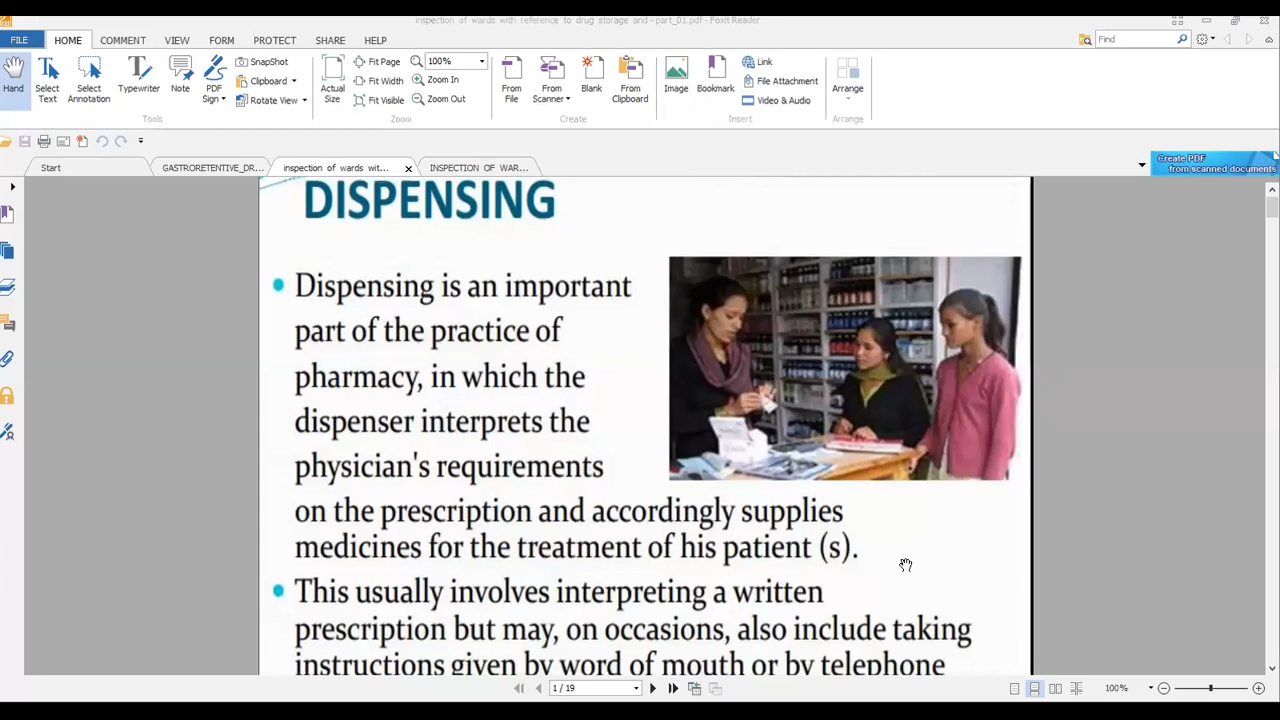 inspection of wards with reference to drug storage and -part_01.pdf - Foxit Reader
FILE HOME COMMENT VIEW FORM PROTECT SHARE HELP Find
Hand
Select Text
Select Annotation
Typewriter
Note
PDF Sign
SnapShot
Clipboard
Rotate View
Tools
Actual Size
Fit Page
Fit Width
Fit Visible
100%
Zoom In
Zoom Out
Zoom
From File
From Scanner
Blank
From Clipboard
Create
Image
Bookmark
Link
File Attachment
Video & Audio
Insert
Arrange
Arrange
Create PDF
from scanned documents
Start GASTRORETENTIVE_DR... inspection of wards wit... INSPECTION OF WAR...
DISPENSING
Dispensing is an important
part of the practice of
pharmacy, in which the
dispenser interprets the
physician's requirements
on the prescription and accordingly supplies
medicines for the treatment of his patient (s).
This usually involves interpreting a written
prescription but may, on occasions, also include taking
instructions given by word of mouth or by telephone
1 / 19 100%